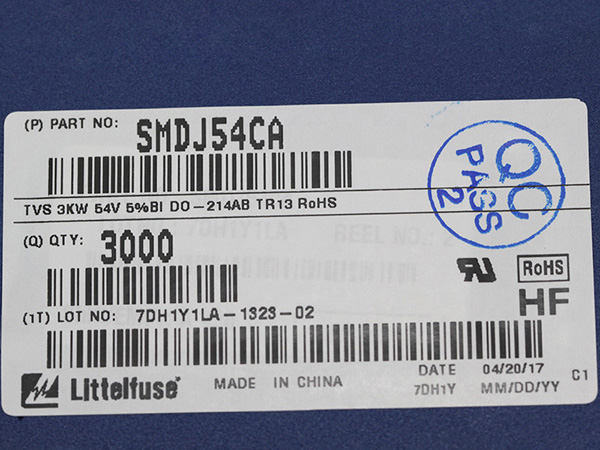 (P) PART NO: SMDJ54CA
TVS 3KW 54V 5%BI DO-214AB TR13 RoHS
QC
PASS
2
(Q) QTY: 3000
RoHS
HF
(1T) LOT NO: 7DH1Y1LA-1323-02
Littelfuse® MADE IN CHINA
DATE 04/20/17
7DH1Y MM/DD/YY C1